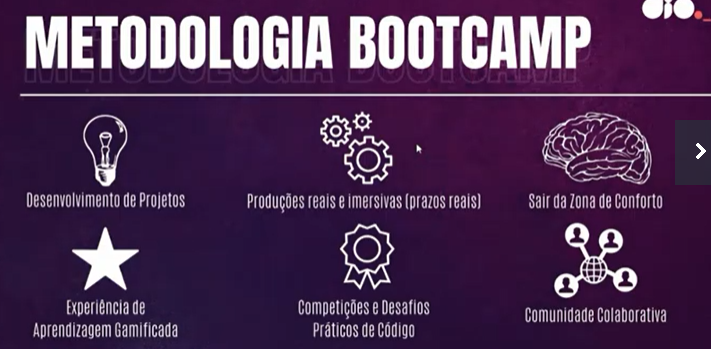 dio
METODOLOGIA BOOTCAMP
Desenvolvimento de Projetos
Produções reais e imersivas (prazos reais)
Sair da Zona de Conforto
Experiência de
Aprendizagem Gamificada
Competições e Desafios
Práticos de Código
Comunidade Colaborativa